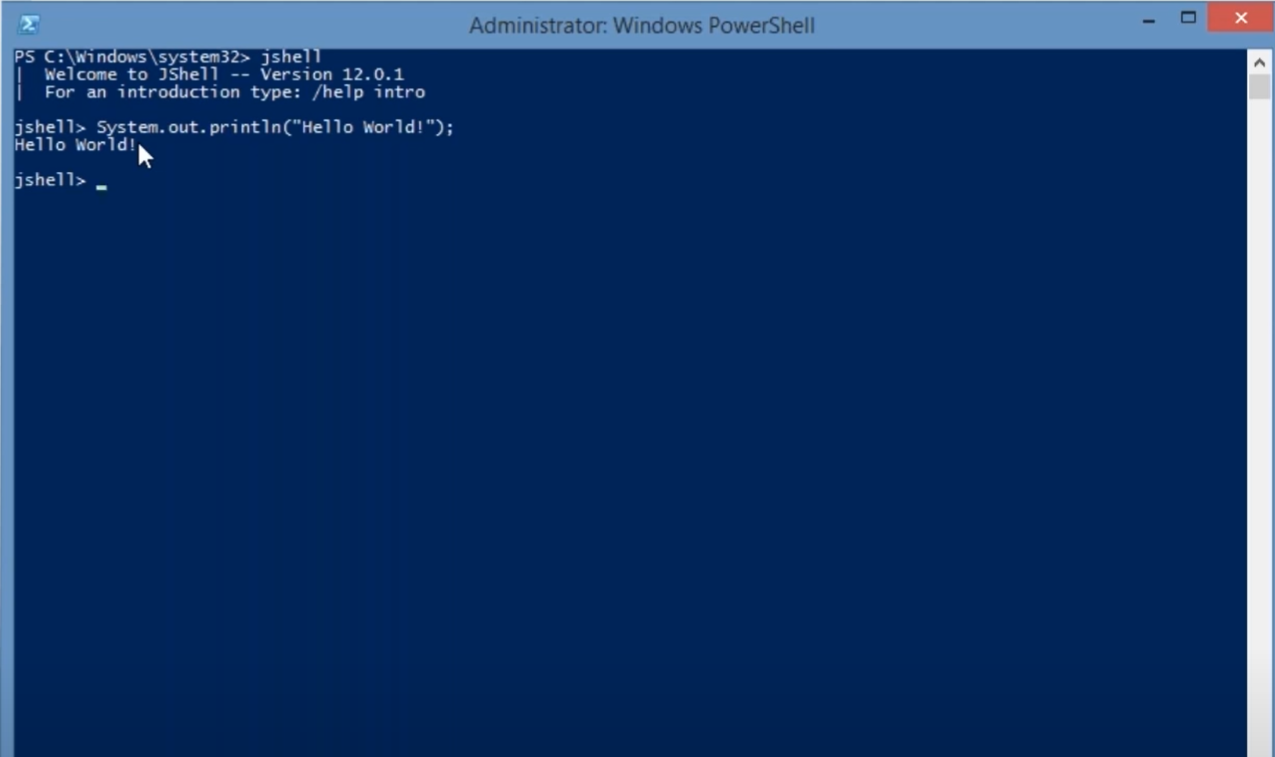 Administrator: Windows PowerShell
PS C:\Windows\system32> jshell
|  Welcome to JShell -- Version 12.0.1
|  For an introduction type: /help intro
jshell> System.out.println("Hello World!");
Hello World!
jshell> _